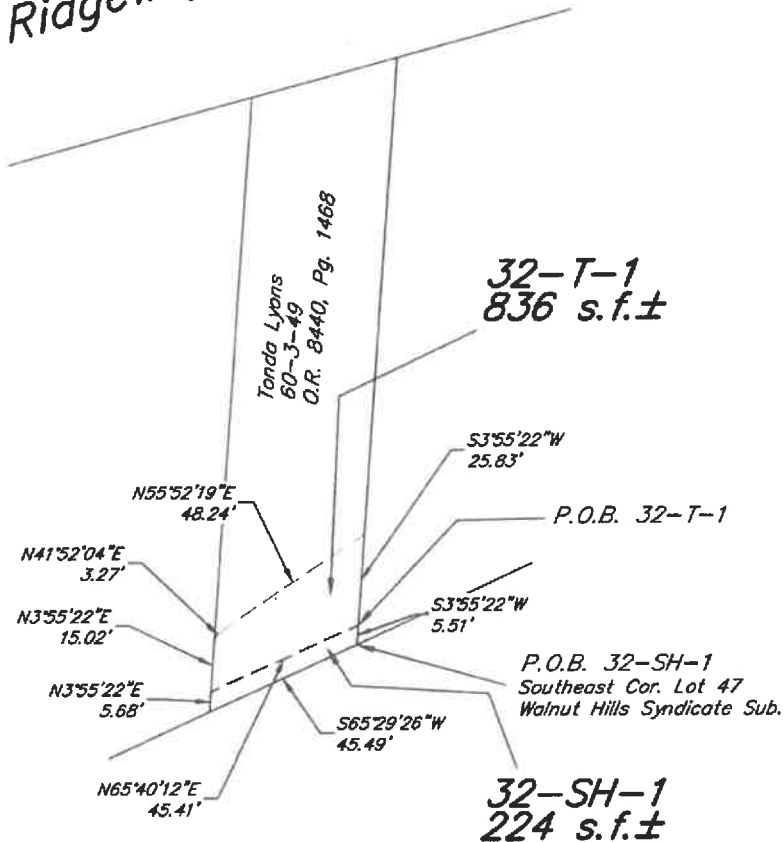 32-T-1
836 s.f.±
Tonda Lyons
60-3-49
O.R. 8440, Pg. 1468
S3°55'22"W
25.83'
N55°52'19"E
48.24'
P.O.B. 32-T-1
N41°52'04"E
3.27'
N3°55'22"E
15.02'
S3°55'22"W
5.51'
N3°55'22"E
5.68'
P.O.B. 32-SH-1
Southeast Cor. Lot 47
Walnut Hills Syndicate Sub.
S65°29'26"W
45.49'
N65°40'12"E
45.41'
32-SH-1
224 s.f.±